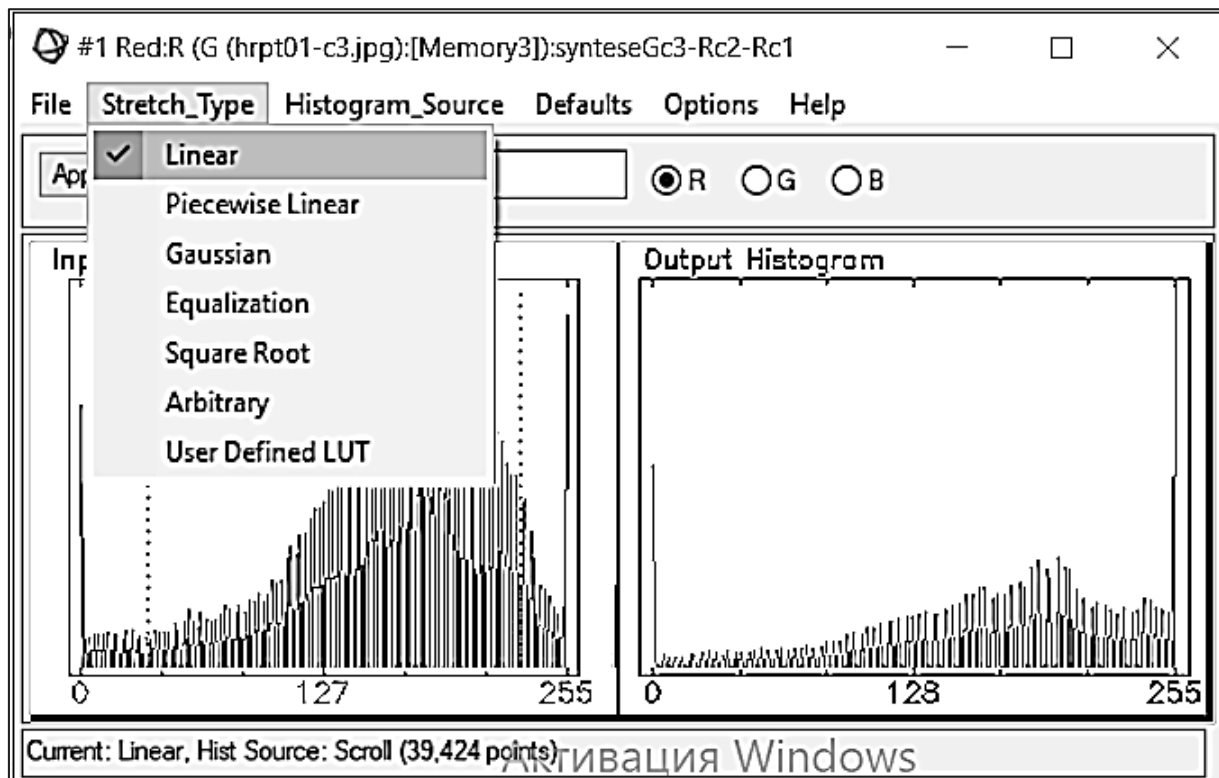 #1 Red:R (G (hrpt01-c3.jpg):[Memory3]):synteseGc3-Rc2-Rc1
File Stretch_Type Histogram_Source Defaults Options Help
Linear
Piecewise Linear
Gaussian
Equalization
Square Root
Arbitrary
User Defined LUT
App
R G B
Inp
Output Histogram
0 127 255
0 128 255
Current: Linear, Hist Source: Scroll (39,424 points)
Активация Windows